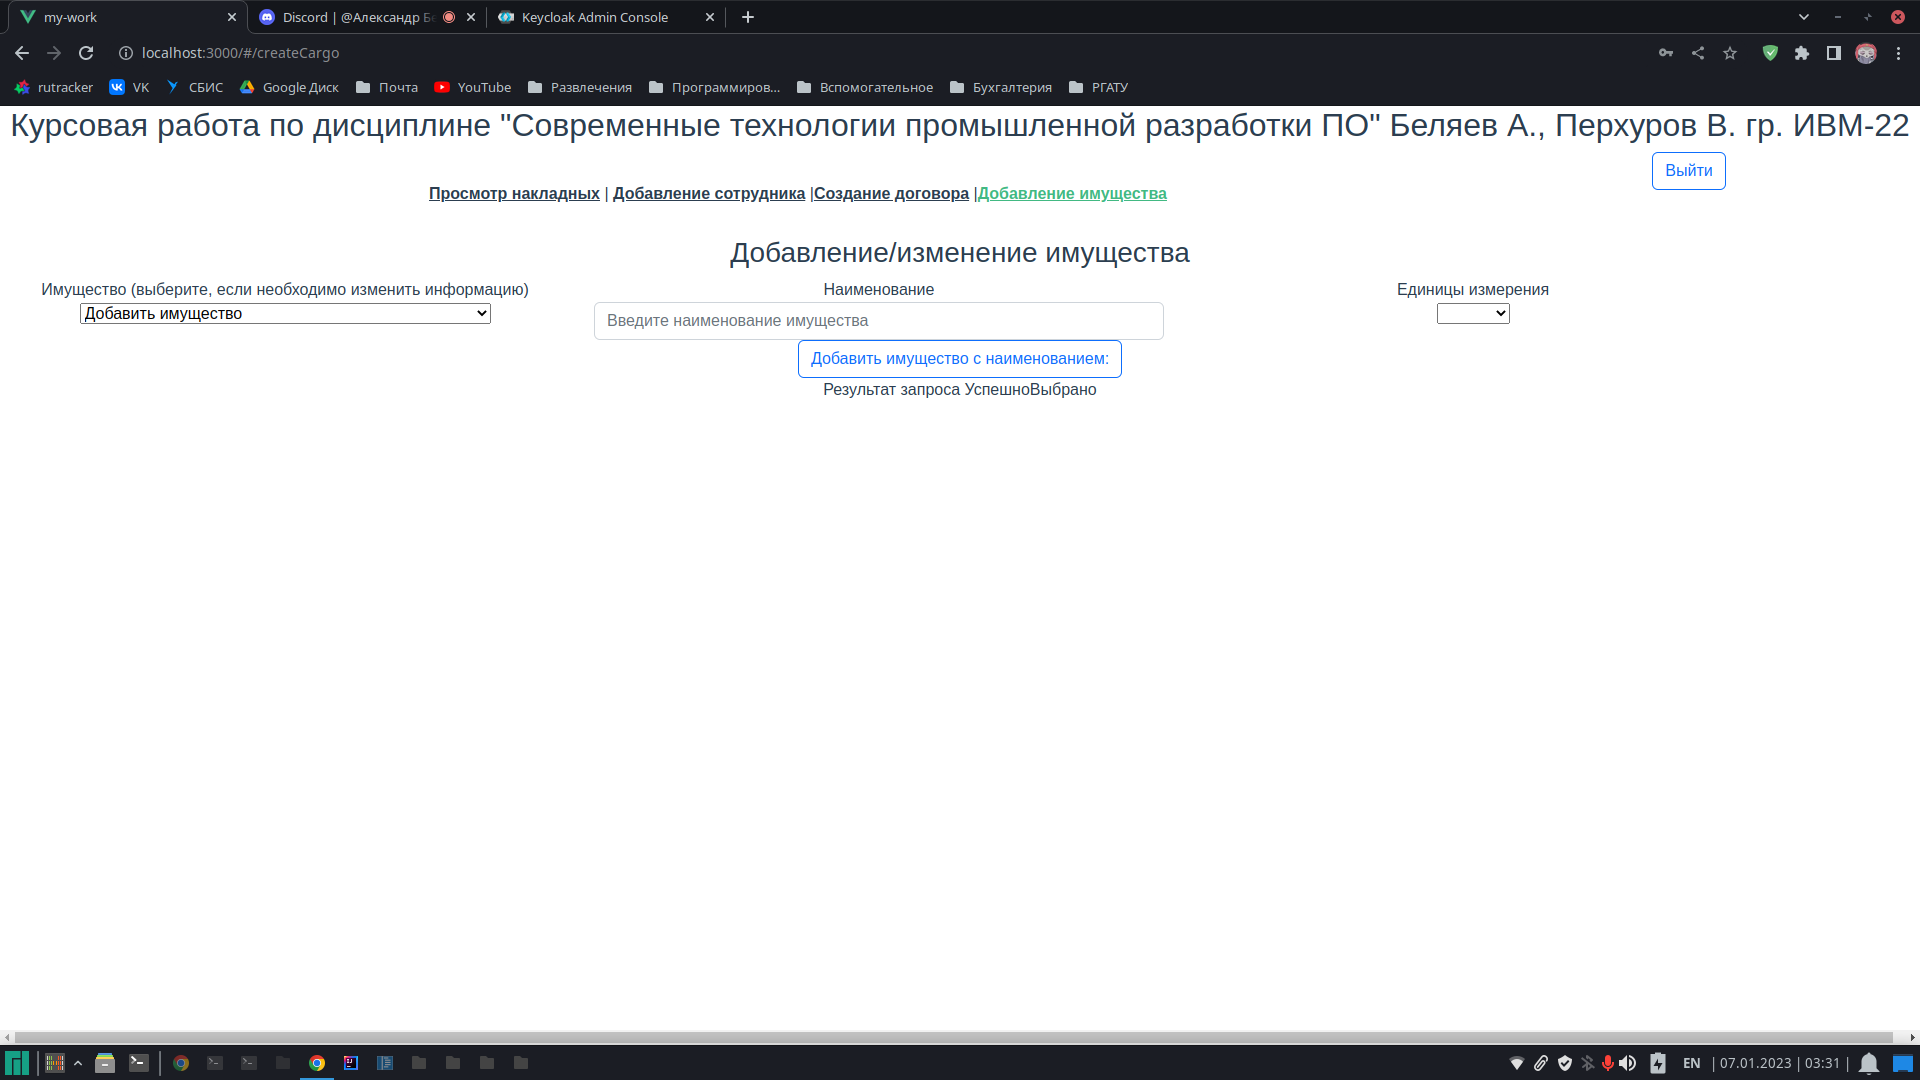 my-work
Discord | @Александр Бе
Keycloak Admin Console
localhost:3000/#/createCargo
rutracker
VK
СБИС
Google Диск
Почта
YouTube
Развлечения
Программиров...
Вспомогательное
Бухгалтерия
РГАТУ
Курсовая работа по дисциплине "Современные технологии промышленной разработки ПО" Беляев А., Перхуров В. гр. ИВМ-22
Выйти
Просмотр накладных | Добавление сотрудника |Создание договора |Добавление имущества
Добавление/изменение имущества
Имущество (выберите, если необходимо изменить информацию)
Добавить имущество
Наименование
Введите наименование имущества
Единицы измерения
Добавить имущество с наименованием:
Результат запроса УспешноВыбрано
EN | 07.01.2023 | 03:31 |